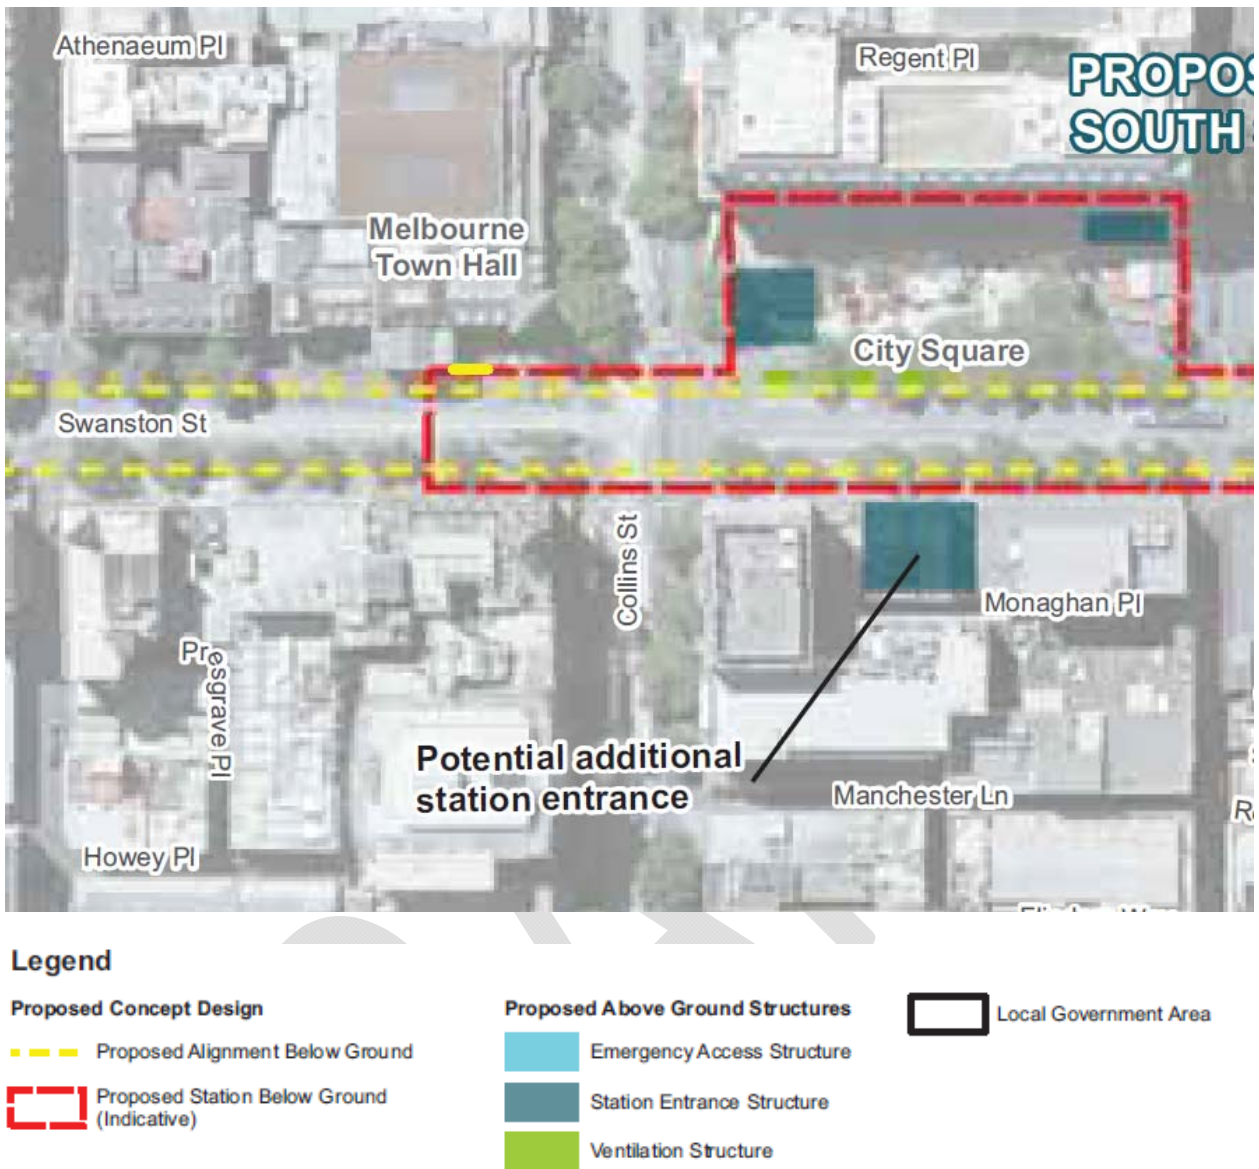 Athenaeum Pl
Regent Pl
PROPOS
SOUTH
Melbourne
Town Hall
City Square
Swanston St
Collins St
Monaghan Pl
Presgrave Pl
Potential additional
station entrance
Manchester Ln
Howey Pl
Legend
Proposed Concept Design
Proposed Alignment Below Ground
Proposed Station Below Ground
(Indicative)
Proposed Above Ground Structures
Emergency Access Structure
Station Entrance Structure
Ventilation Structure
Local Government Area